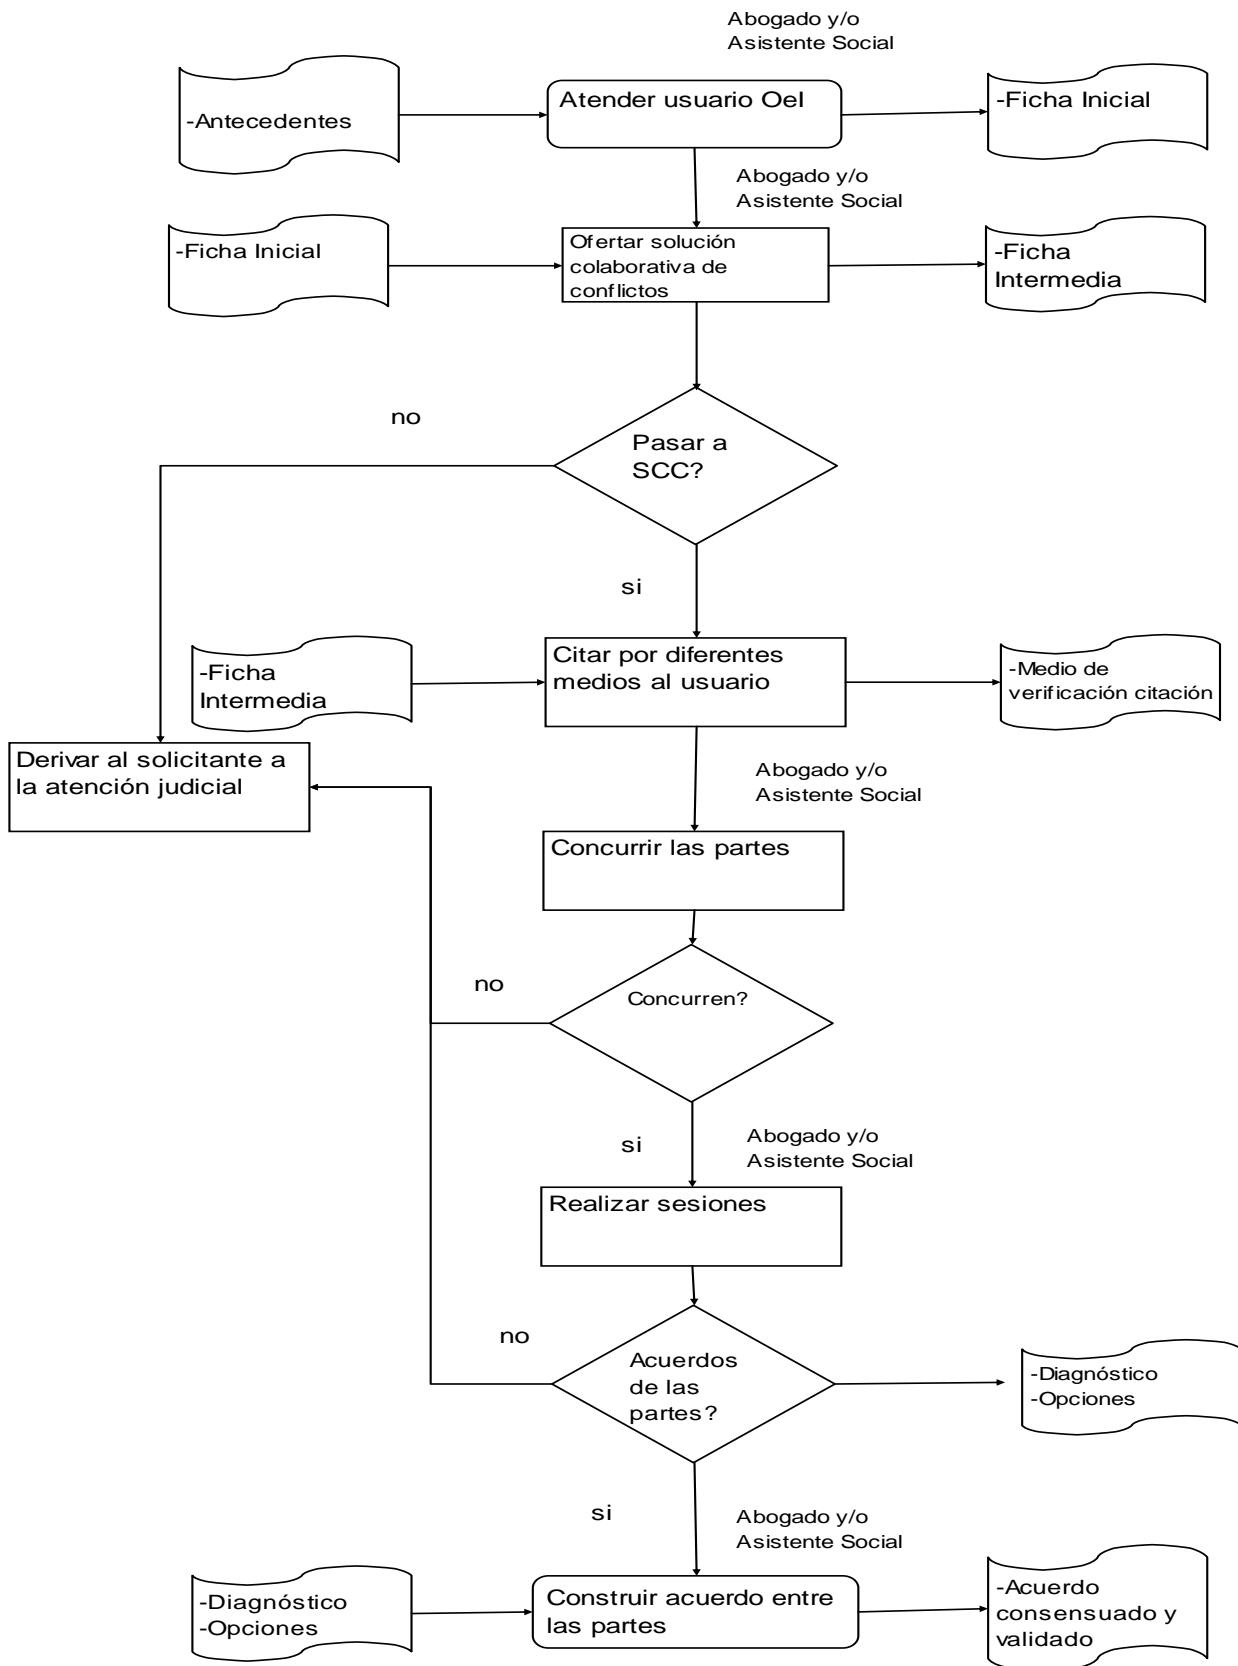 Abogado y/o
Asistente Social
-Antecedentes
Atender usuario OeI
-Ficha Inicial
Abogado y/o
Asistente Social
-Ficha Inicial
Ofertar solución
colaborativa de
conflictos
-Ficha
Intermedia
no
Pasar a
SCC?
si
-Ficha
Intermedia
Citar por diferentes
medios al usuario
-Medio de
verificación citación
Derivar al solicitante a
la atención judicial
Abogado y/o
Asistente Social
Concurrir las partes
no
Concurren?
si
Abogado y/o
Asistente Social
Realizar sesiones
no
Acuerdos
de las
partes?
-Diagnóstico
-Opciones
si
Abogado y/o
Asistente Social
-Diagnóstico
-Opciones
Construir acuerdo entre
las partes
-Acuerdo
consensuado y
validado